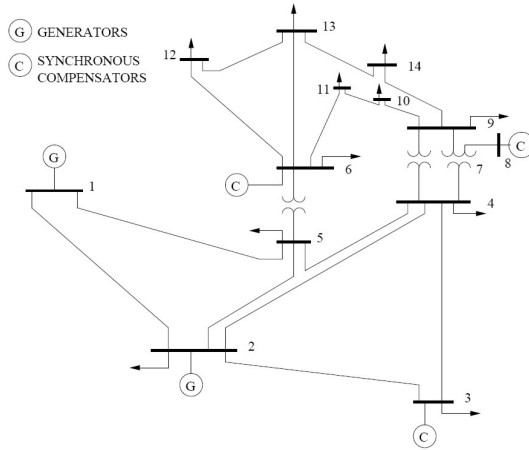 G GENERATORS
C SYNCHRONOUS
COMPENSATORS
13
12
14
11
10
9
C
8
7
G
C
6
1
4
5
2
G
3
C